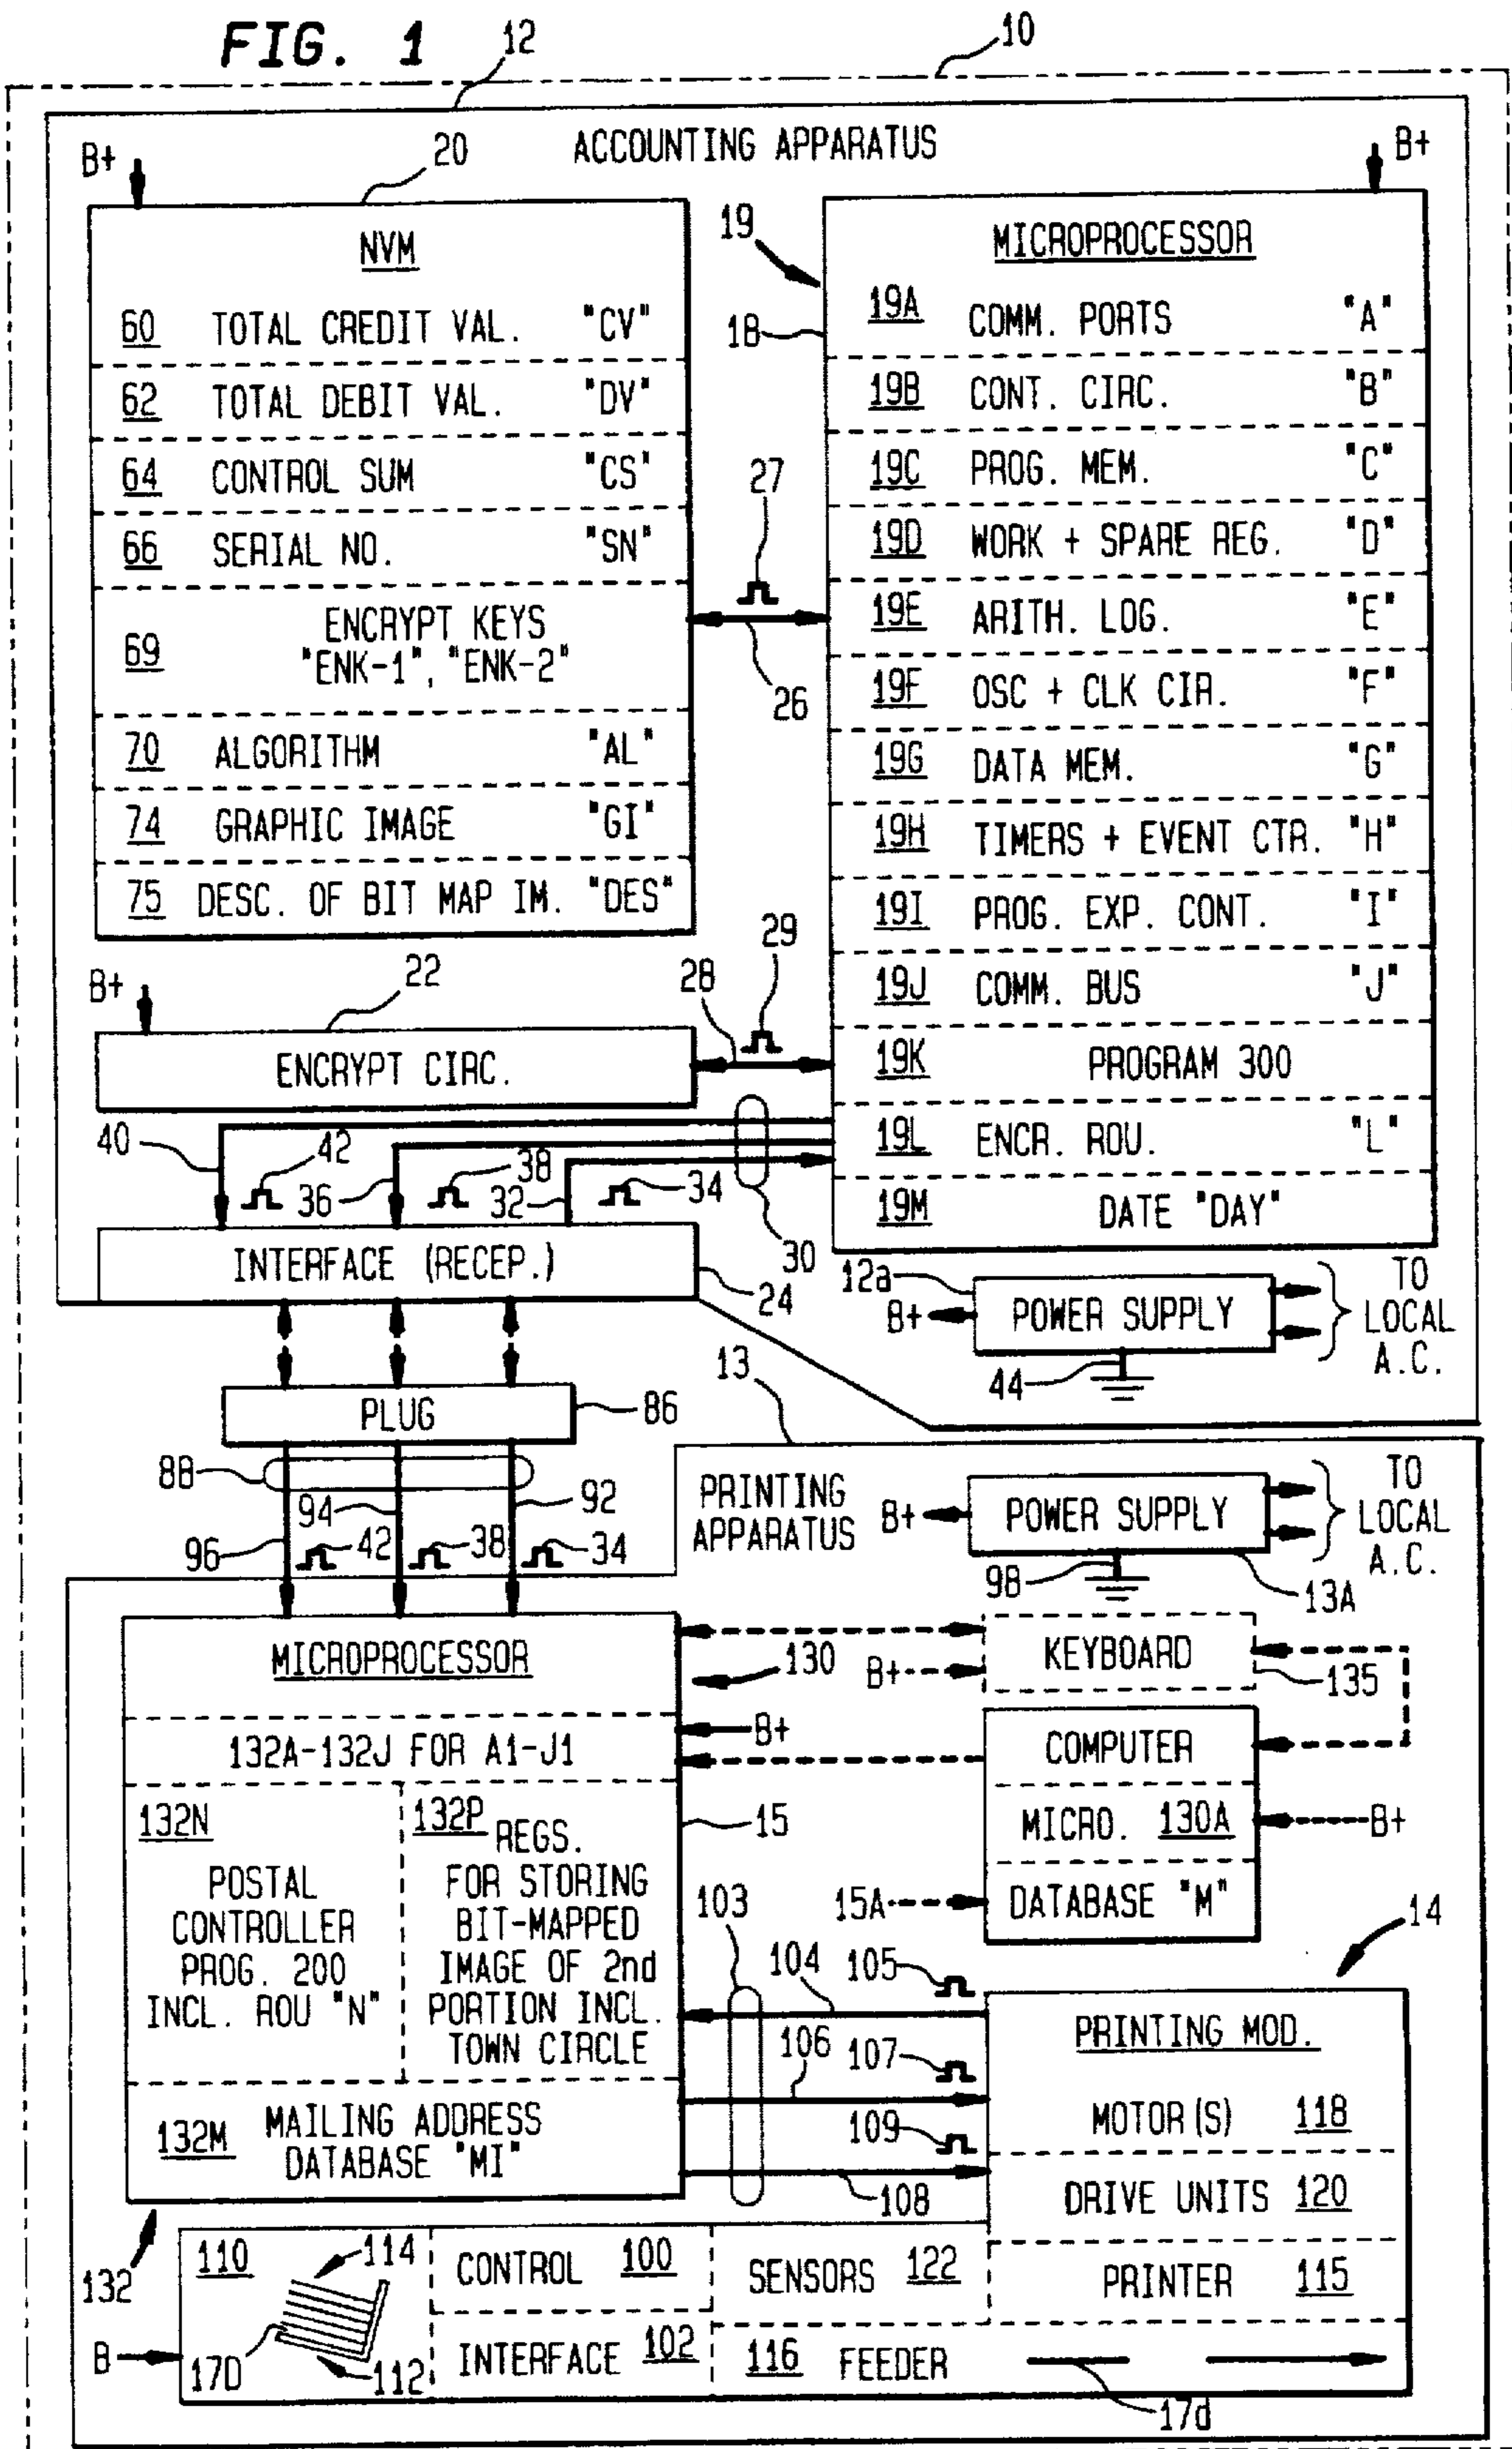 FIG. 1
12
10
ACCOUNTING APPARATUS
B+
20
B+
NVM
60 TOTAL CREDIT VAL. "CV"
62 TOTAL DEBIT VAL. "DV"
64 CONTROL SUM "CS"
66 SERIAL NO. "SN"
69 ENCRYPT KEYS
"ENK-1", "ENK-2"
70 ALGORITHM "AL"
74 GRAPHIC IMAGE "GI"
75 DESC. OF BIT MAP IM. "DES"
19
18
27
26
MICROPROCESSOR
19A COMM. PORTS "A"
19B CONT. CIRC. "B"
19C PROG. MEM. "C"
19D WORK + SPARE REG. "D"
19E ARITH. LOG. "E"
19F OSC + CLK CIR. "F"
19G DATA MEM. "G"
19H TIMERS + EVENT CTR. "H"
19I PROG. EXP. CONT. "I"
19J COMM. BUS "J"
19K PROGRAM 300
19L ENCR. ROU. "L"
19M DATE "DAY"
B+
22
28
29
ENCRYPT CIRC.
40
42
36
38
32
34
30
INTERFACE (RECEP.)
24
12a
B+
POWER SUPPLY
TO
LOCAL
A.C.
44
13
PLUG
86
88
94
92
96
42
38
34
PRINTING
APPARATUS
B+
POWER SUPPLY
TO
LOCAL
A.C.
98
13A
MICROPROCESSOR
130
B+
KEYBOARD
135
132A-132J FOR A1-J1
B+
COMPUTER
MICRO. 130A
B+
DATABASE "M"
15A
15
132N
POSTAL
CONTROLLER
PROG. 200
INCL. ROU "N"
132P REGS.
FOR STORING
BIT-MAPPED
IMAGE OF 2nd
PORTION INCL.
TOWN CIRCLE
132M MAILING ADDRESS
DATABASE "MI"
103
104
105
106
107
109
108
14
PRINTING MOD.
MOTOR(S) 118
DRIVE UNITS 120
PRINTER 115
132
110
114
CONTROL 100
SENSORS 122
B
17D
112
INTERFACE 102
116 FEEDER
17d